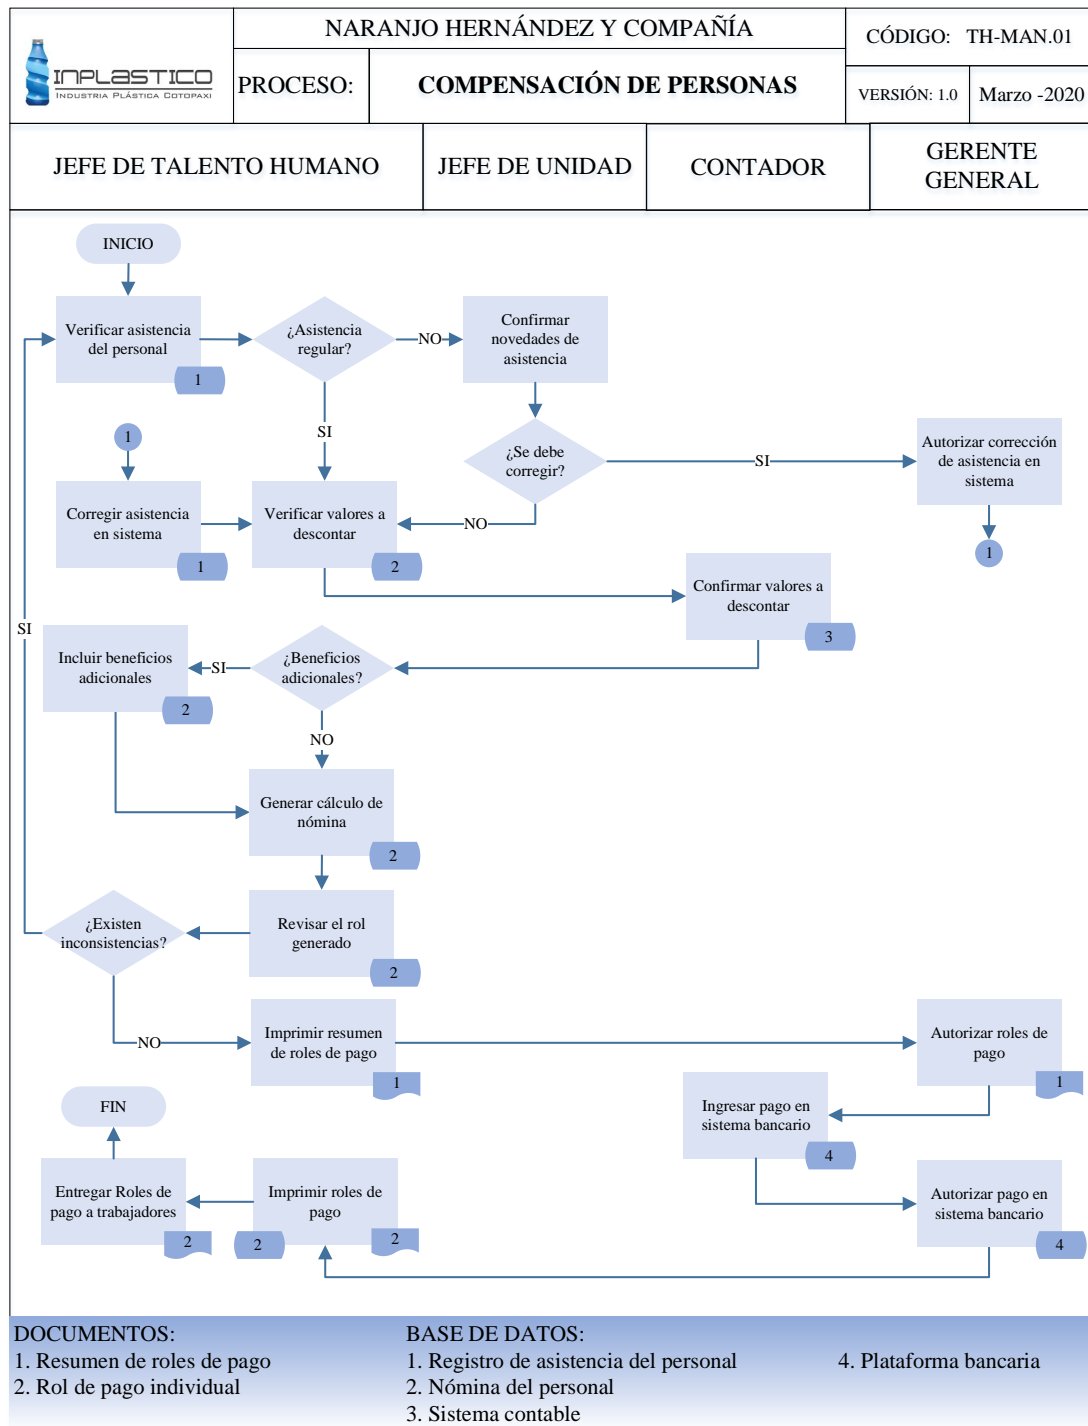 INPLASTICO
INDUSTRIA PLÁSTICA COTOPAXI
NARANJO HERNÁNDEZ Y COMPAÑÍA
CÓDIGO: TH-MAN.01
PROCESO:
COMPENSACIÓN DE PERSONAS
VERSIÓN: 1.0
Marzo -2020
JEFE DE TALENTO HUMANO
JEFE DE UNIDAD
CONTADOR
GERENTE
GENERAL
INICIO
Verificar asistencia
del personal
1
¿Asistencia
regular?
NO
Confirmar
novedades de
asistencia
SI
1
¿Se debe
corregir?
SI
Autorizar corrección
de asistencia en
sistema
Corregir asistencia
en sistema
1
Verificar valores a
descontar
2
NO
1
Confirmar valores a
descontar
3
SI
Incluir beneficios
adicionales
2
SI
¿Beneficios
adicionales?
NO
Generar cálculo de
nómina
2
¿Existen
inconsistencias?
Revisar el rol
generado
2
NO
Imprimir resumen
de roles de pago
1
Autorizar roles de
pago
1
FIN
Ingresar pago en
sistema bancario
4
Entregar Roles de
pago a trabajadores
2
Imprimir roles de
pago
2
2
Autorizar pago en
sistema bancario
4
DOCUMENTOS:
1. Resumen de roles de pago
2. Rol de pago individual
BASE DE DATOS:
1. Registro de asistencia del personal
2. Nómina del personal
3. Sistema contable
4. Plataforma bancaria